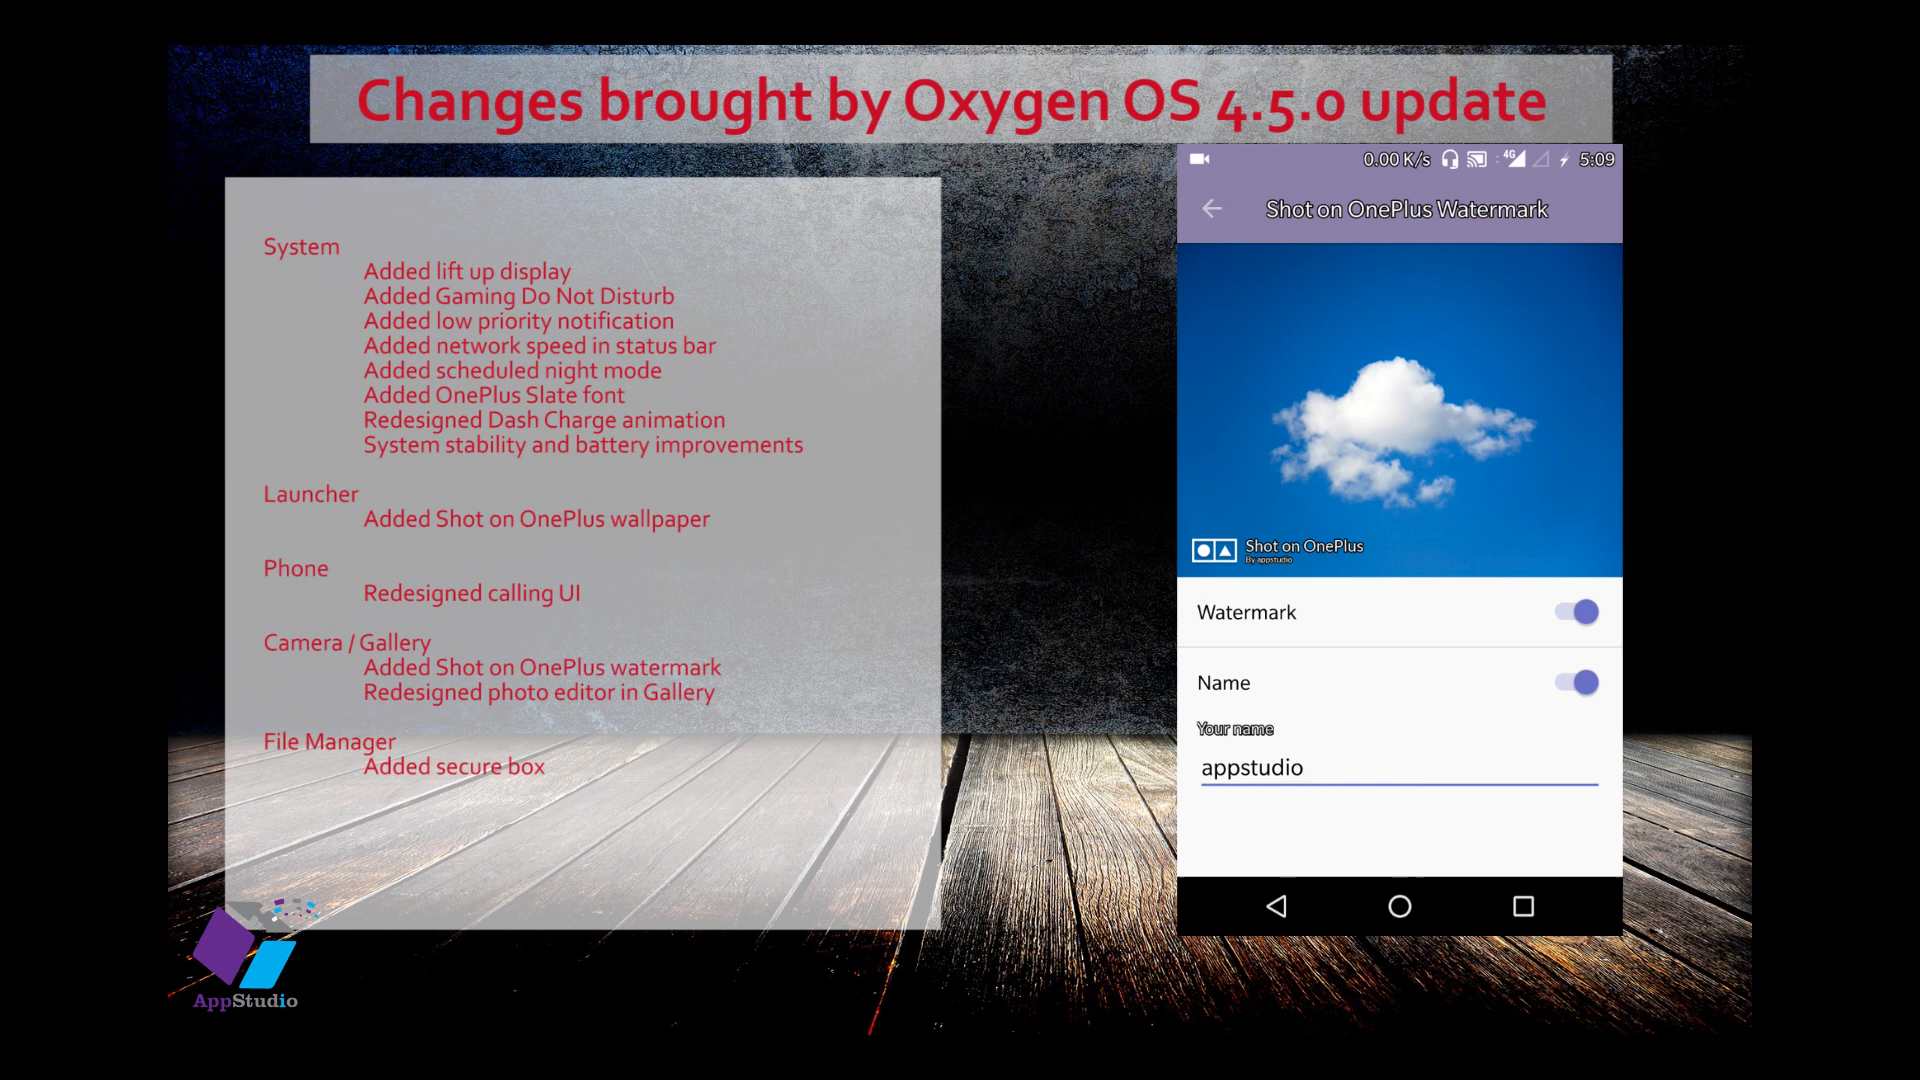 Changes brought by Oxygen OS 4.5.0 update
System
Added lift up display
Added Gaming Do Not Disturb
Added low priority notification
Added network speed in status bar
Added scheduled night mode
Added OnePlus Slate font
Redesigned Dash Charge animation
System stability and battery improvements
Launcher
Added Shot on OnePlus wallpaper
Phone
Redesigned calling UI
Camera / Gallery
Added Shot on OnePlus watermark
Redesigned photo editor in Gallery
File Manager
Added secure box
AppStudio
0.00 K/s 4G 5:09
Shot on OnePlus Watermark
Shot on OnePlus
By appstudio
Watermark
Name
Your name
appstudio